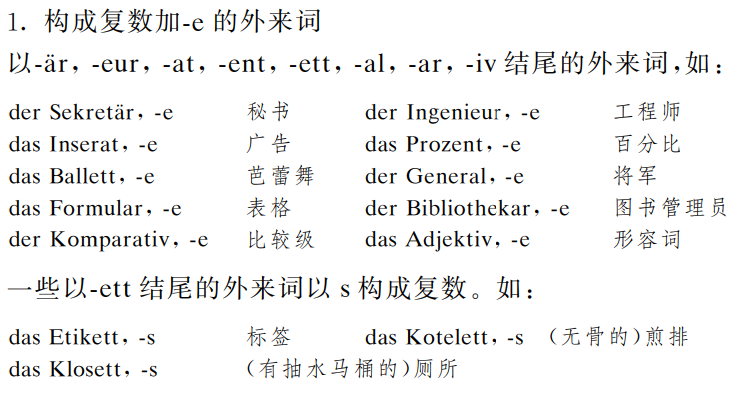 1. 构成复数加-e 的外来词
以-är，-eur，-at，-ent，-ett，-al，-ar，-iv 结尾的外来词，如：
der Sekretär，-e 秘书 der Ingenieur，-e 工程师
das Inserat，-e 广告 das Prozent，-e 百分比
das Ballett，-e 芭蕾舞 der General，-e 将军
das Formular，-e 表格 der Bibliothekar，-e 图书管理员
der Komparativ，-e 比较级 das Adjektiv，-e 形容词
一些以-ett 结尾的外来词以 s 构成复数。如：
das Etikett，-s 标签 das Kotelett，-s （无骨的）煎排
das Klosett，-s （有抽水马桶的）厕所